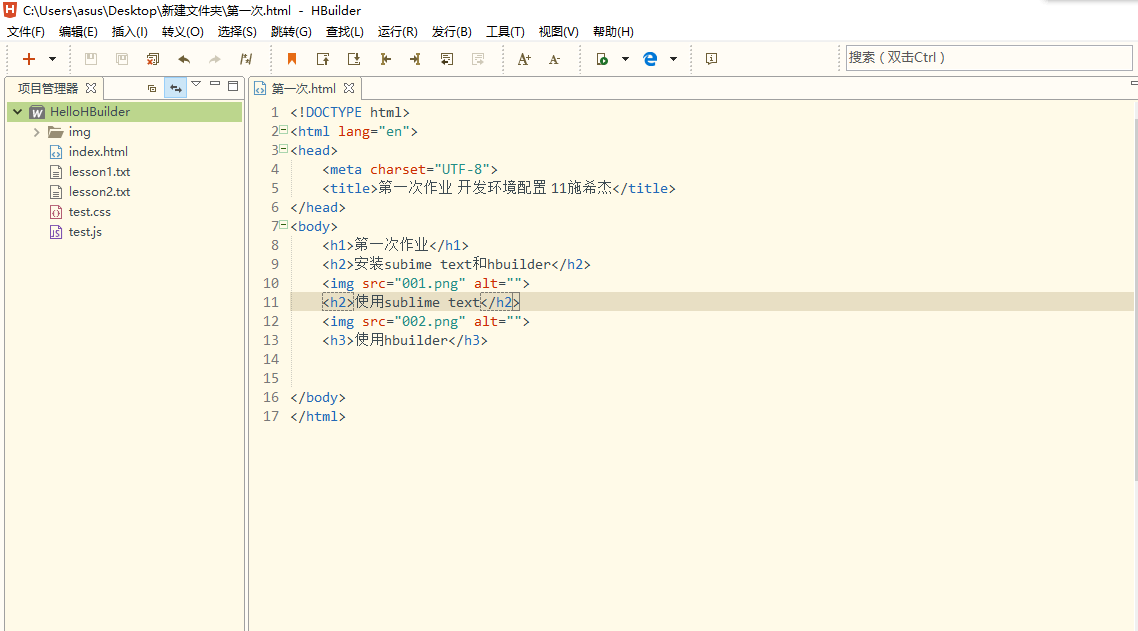 C:\Users\asus\Desktop\新建文件夹\第一次.html - HBuilder
文件(F) 编辑(E) 插入(I) 转义(O) 选择(S) 跳转(G) 查找(L) 运行(R) 发行(B) 工具(T) 视图(V) 帮助(H)
搜索（双击Ctrl）
项目管理器
HelloHBuilder
img
index.html
lesson1.txt
lesson2.txt
test.css
test.js
第一次.html
1 <!DOCTYPE html>
2 <html lang="en">
3 <head>
4 <meta charset="UTF-8">
5 <title>第一次作业 开发环境配置 11施希杰</title>
6 </head>
7 <body>
8 <h1>第一次作业</h1>
9 <h2>安装subime text和hbuilder</h2>
10 <img src="001.png" alt="">
11 <h2>使用sublime text</h2>
12 <img src="002.png" alt="">
13 <h3>使用hbuilder</h3>
14
15
16 </body>
17 </html>